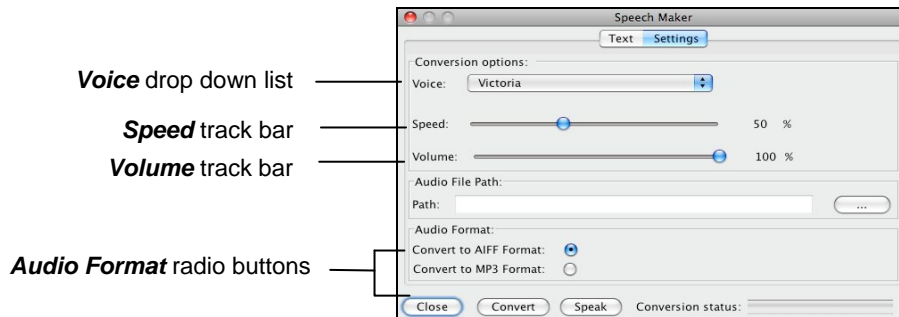 Speech Maker
Text Settings
Conversion options:
Voice drop down list
Voice: Victoria
Speed track bar
Speed: 50 %
Volume track bar
Volume: 100 %
Audio File Path:
Path: ...
Audio Format:
Audio Format radio buttons
Convert to AIFF Format:
Convert to MP3 Format:
Close Convert Speak Conversion status: